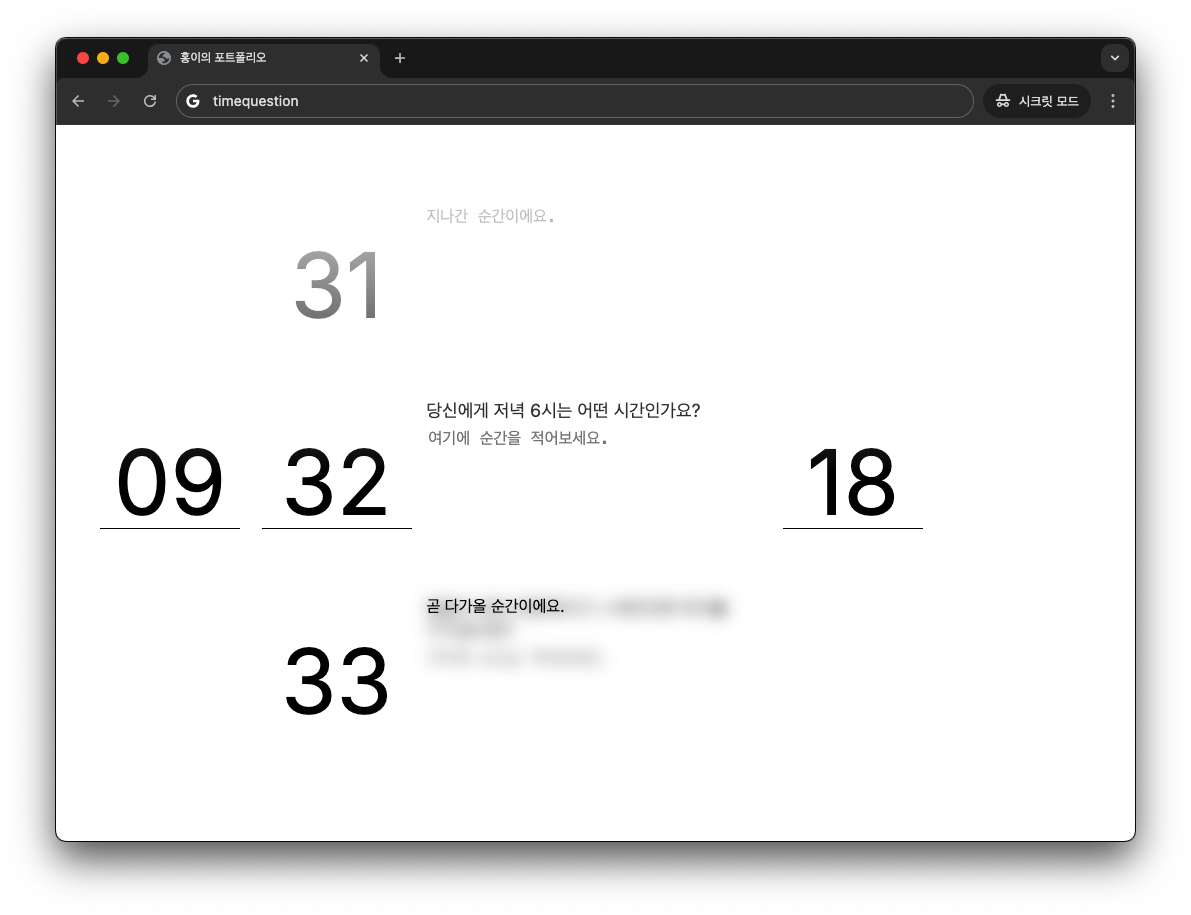 홍이의 포트폴리오
timequestion
시크릿 모드
지나간 순간이에요.
31
당신에게 저녁 6시는 어떤 시간인가요?
여기에 순간을 적어보세요.
09 32 18
곧 다가올 순간이에요.
33